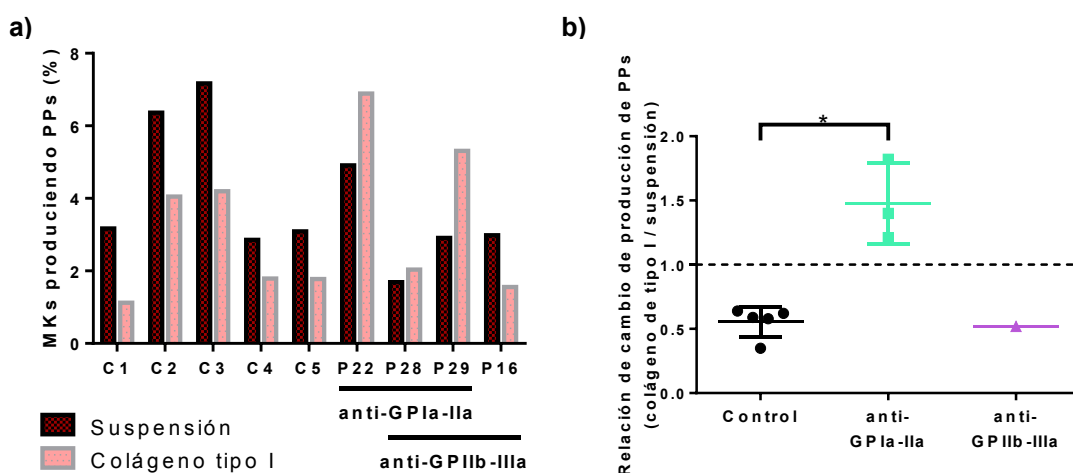 a)
MKs produciendo PPs (%)
8
6
4
2
0
C1 C2 C3 C4 C5 P22 P28 P29 P16
anti-GPIa-IIa
anti-GPIIb-IIIa
Suspensión
Colágeno tipo I
b)
Relación de cambio de producción de PPs
(colágeno de tipo I / suspensión)
2.0
1.5
1.0
0.5
0.0
*
Control
anti-
GPIa-IIa
anti-
GPIIb-IIIa